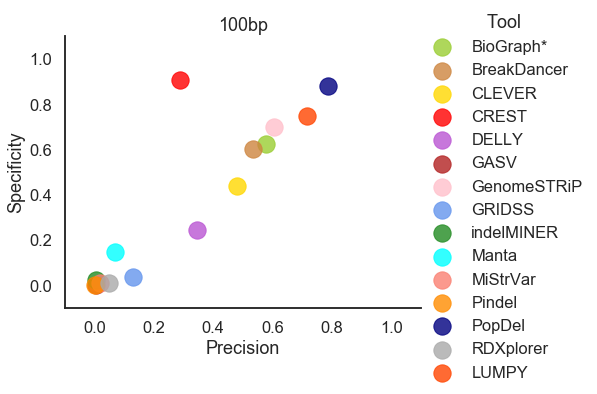 100bp
Specificity
1.0
0.8
0.6
0.4
0.2
0.0
0.0 0.2 0.4 0.6 0.8 1.0
Precision
Tool
BioGraph*
BreakDancer
CLEVER
CREST
DELLY
GASV
GenomeSTRiP
GRIDSS
indelMINER
Manta
MiStrVar
Pindel
PopDel
RDXplorer
LUMPY